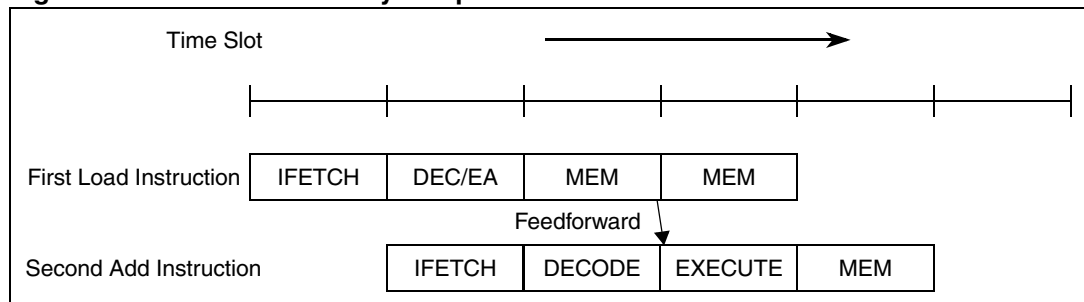 Time Slot
First Load Instruction IFETCH DEC/EA MEM MEM
Feedforward
Second Add Instruction IFETCH DECODE EXECUTE MEM